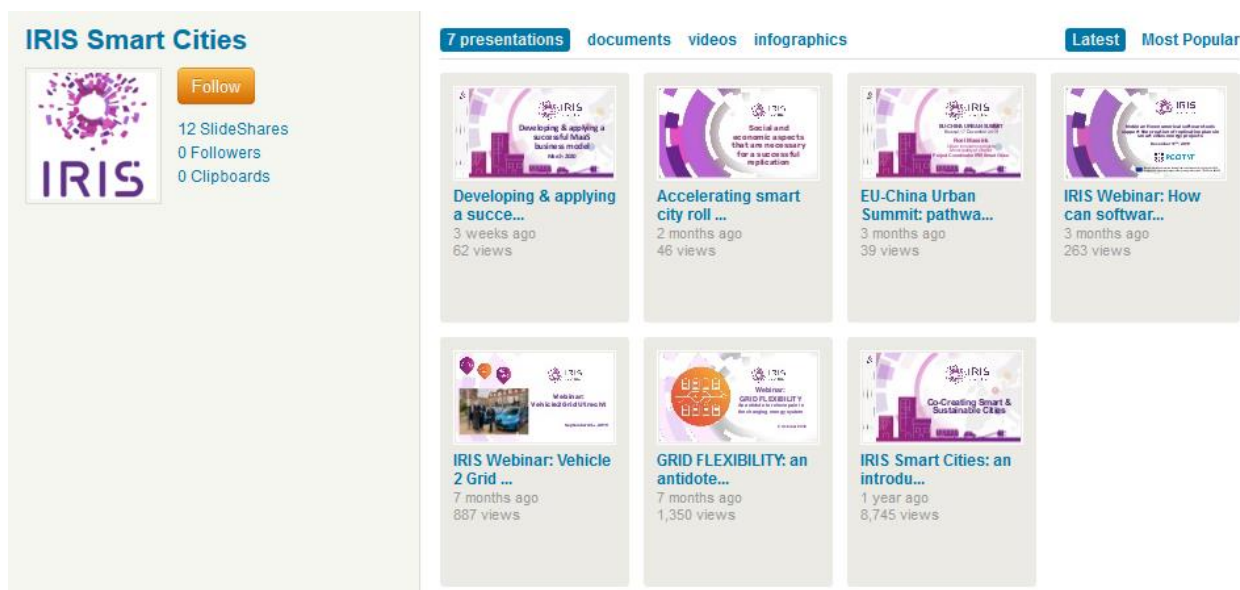 IRIS Smart Cities
IRIS
Follow
12 SlideShares
0 Followers
0 Clipboards
7 presentations documents videos infographics
Latest Most Popular
IRIS
Developing & applying a
successful MaaS
business model
March 2020
Developing & applying
a succe...
3 weeks ago
62 views
IRIS
Social and
economic aspects
that are necessary
for a successful
replication
Accelerating smart
city roll ...
2 months ago
46 views
IRIS
EU-CHINA URBAN SUMMIT
EU-China Urban
Summit: pathwa...
3 months ago
39 views
IRIS
IRIS Webinar: How
can softwar...
3 months ago
263 views
IRIS
Webinar:
Vehicle2Grid Utrecht
IRIS Webinar: Vehicle
2 Grid ...
7 months ago
887 views
IRIS
Webinar:
GRID FLEXIBILITY
GRID FLEXIBILITY: an
antidote...
7 months ago
1,350 views
IRIS
Co-Creating Smart &
Sustainable Cities
IRIS Smart Cities: an
introdu...
1 year ago
8,745 views